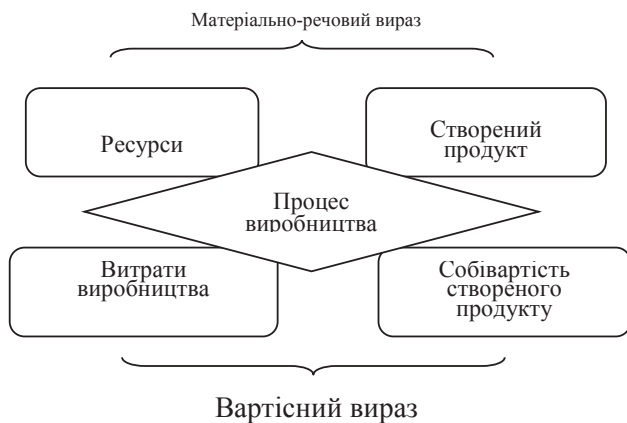 Матеріально-речовий вираз
Ресурси
Створений
продукт
Процес
виробництва
Витрати
виробництва
Собівартість
створеного
продукту
Вартісний вираз